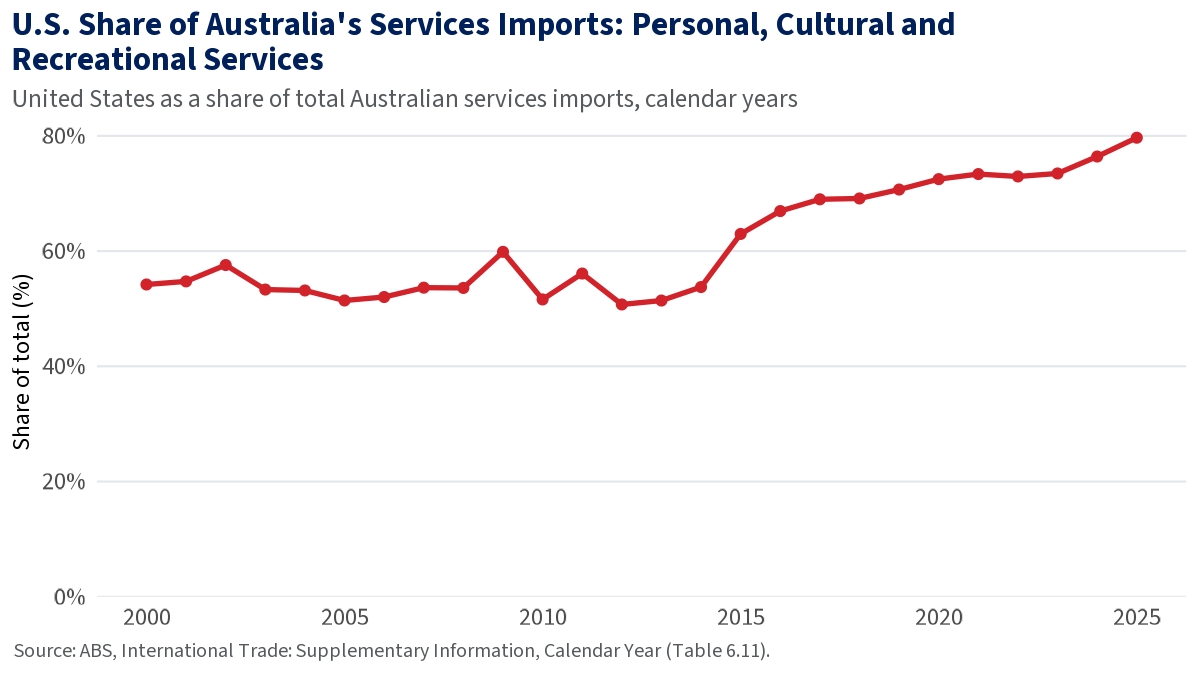 U.S. Share of Australia's Services Imports: Personal, Cultural and
Recreational Services
United States as a share of total Australian services imports, calendar years
Share of total (%)
80%
60%
40%
20%
0%
2000
2005
2010
2015
2020
2025
Source: ABS, International Trade: Supplementary Information, Calendar Year (Table 6.11).